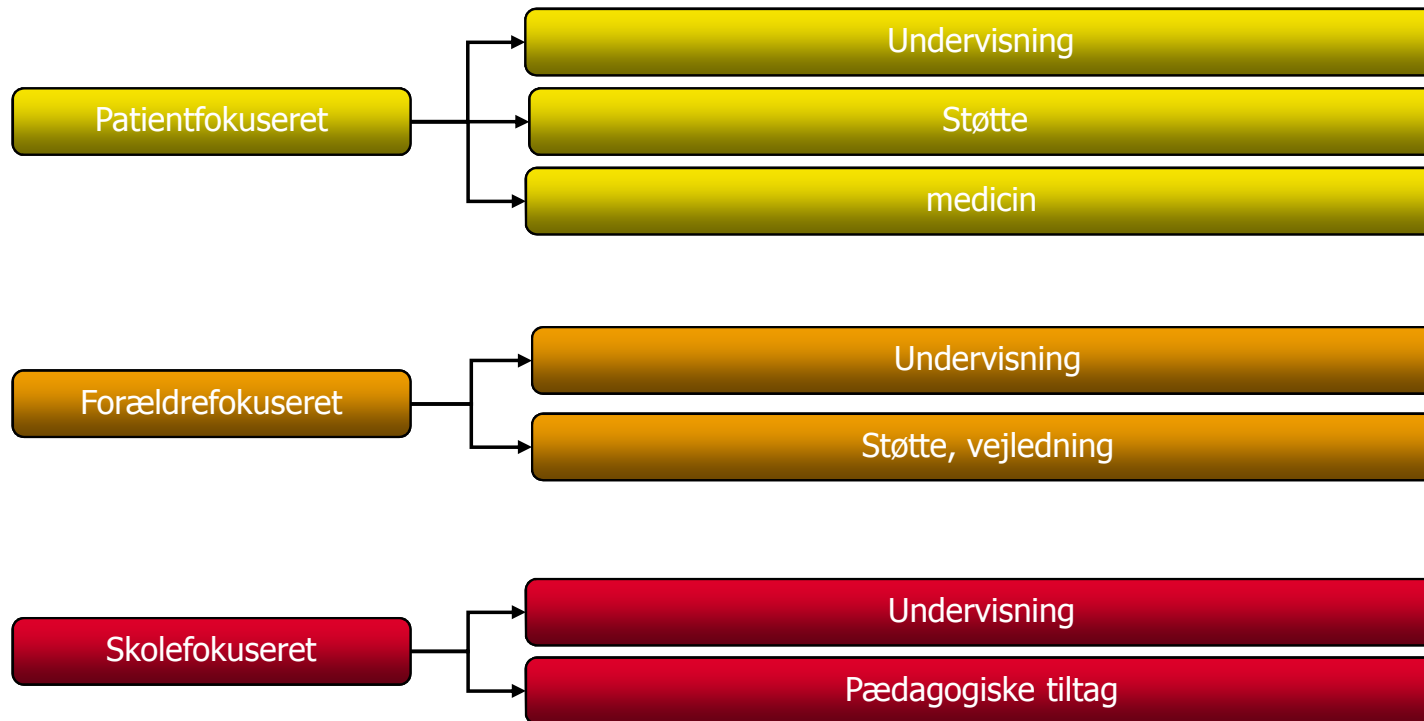 Patientfokuseret
Undervisning
Støtte
medicin
Forældrefokuseret
Undervisning
Støtte, vejledning
Skolefokuseret
Undervisning
Pædagogiske tiltag